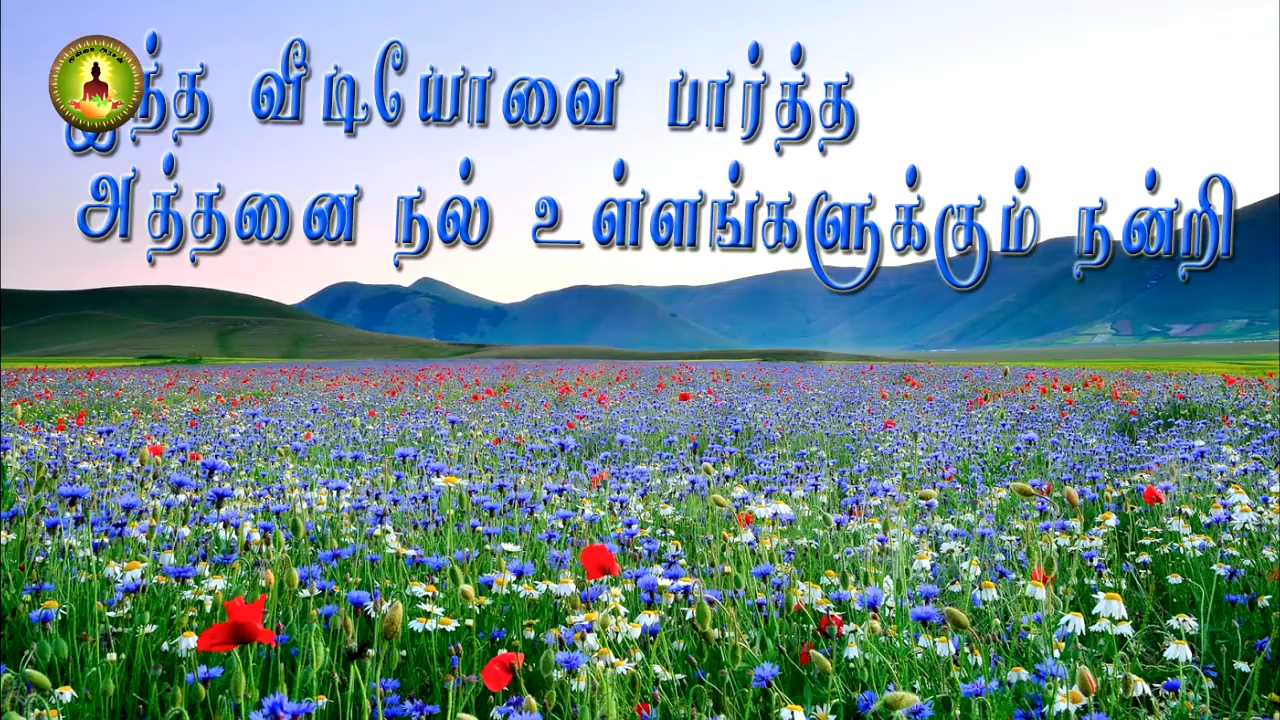 இந்த வீடியோவை பார்த்த
அத்தனை நல் உள்ளங்களுக்கும் நன்றி